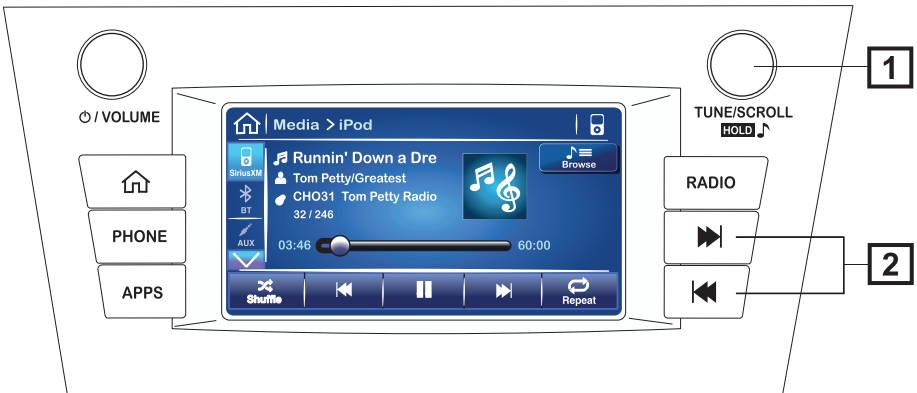 1
/ VOLUME
TUNE/SCROLL
HOLD
Media > iPod
SiriusXM
BT
AUX
Runnin' Down a Dre
Tom Petty/Greatest
CHO31 Tom Petty Radio
32 / 246
03:46
60:00
Browse
Shuffle
Repeat
PHONE
APPS
RADIO
2